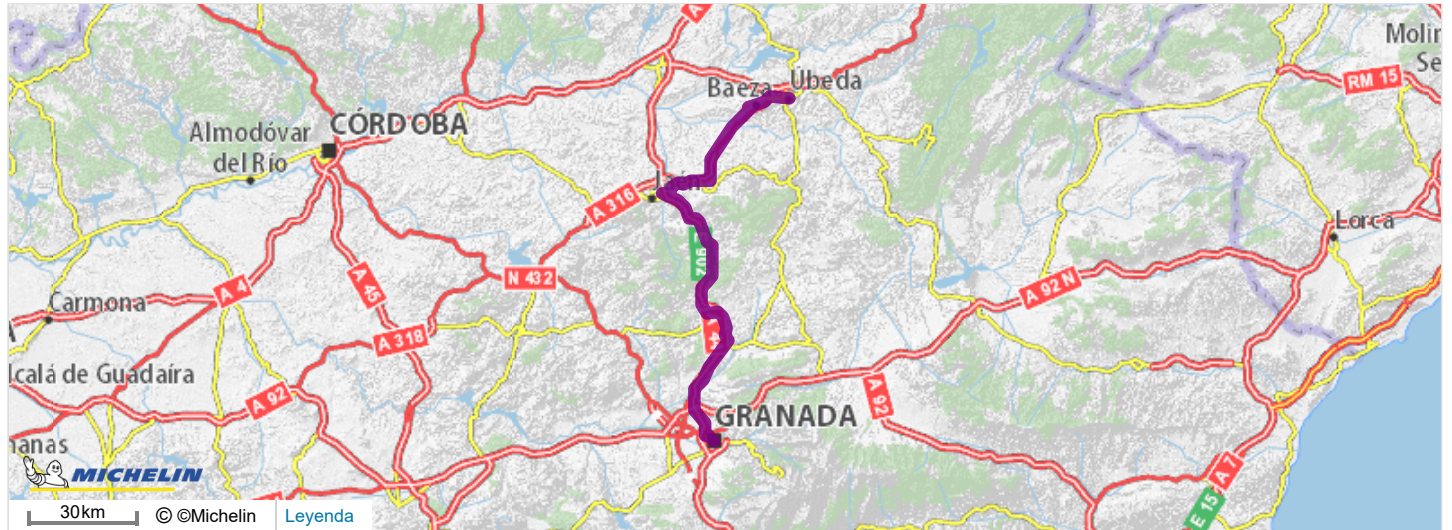 Molin
Se
RM 15
Baeza
Úbeda
Almodóvar
del Río
CÓRDOBA
A 316
Lorca
N 432
A 45
A 4
A 92 N
Carmona
A 318
lcalá de Guadaíra
A 92
A 92
GRANADA
nanas
MICHELIN
A 7
E 15
30 km
© ©Michelin
Leyenda